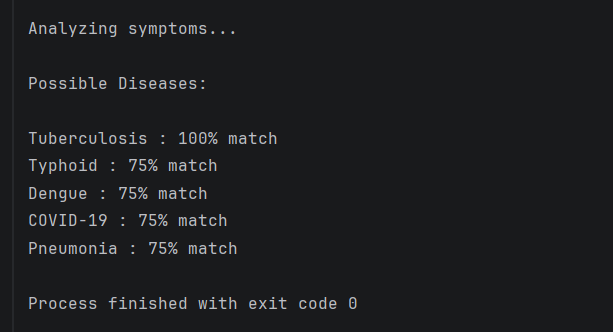 Analyzing symptoms...
Possible Diseases:
Tuberculosis : 100% match
Typhoid : 75% match
Dengue : 75% match
COVID-19 : 75% match
Pneumonia : 75% match
Process finished with exit code 0